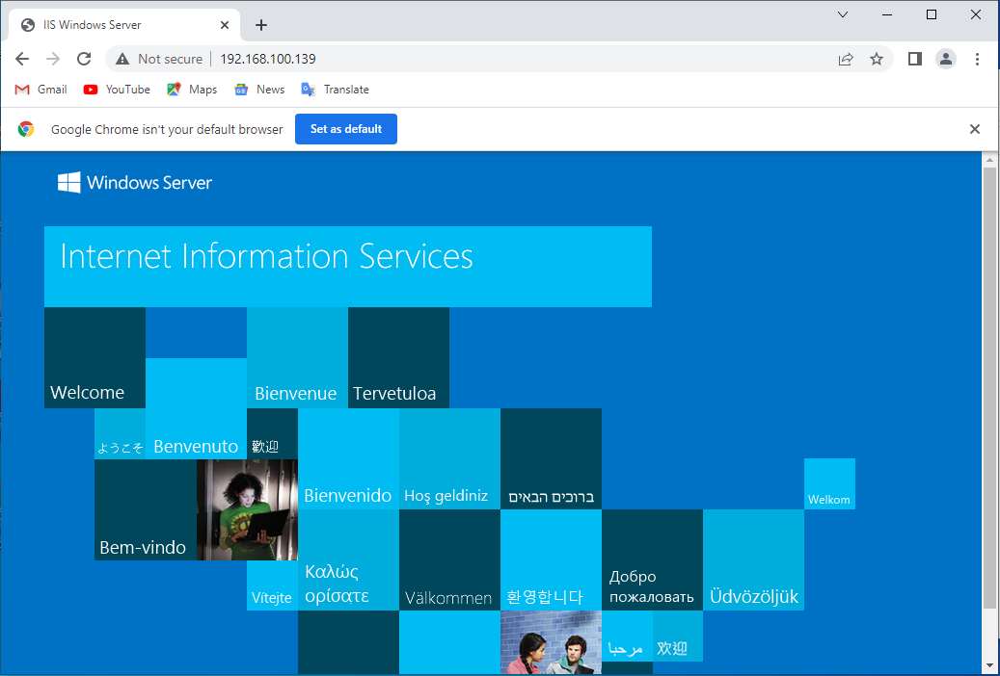 IIS Windows Server
Not secure
192.168.100.139
Gmail
YouTube
Maps
News
Translate
Google Chrome isn't your default browser
Set as default
Windows Server
Internet Information Services
Welcome
Bienvenue
Tervetuloa
ようこそ
Benvenuto
歡迎
Bienvenido
Hoş geldiniz
ברוכים הבאים
Welkom
Bem-vindo
Vítejte
Καλώς
ορίσατε
Välkommen
환영합니다
Добро
пожаловать
Üdvözöljük
مرحبا
欢迎